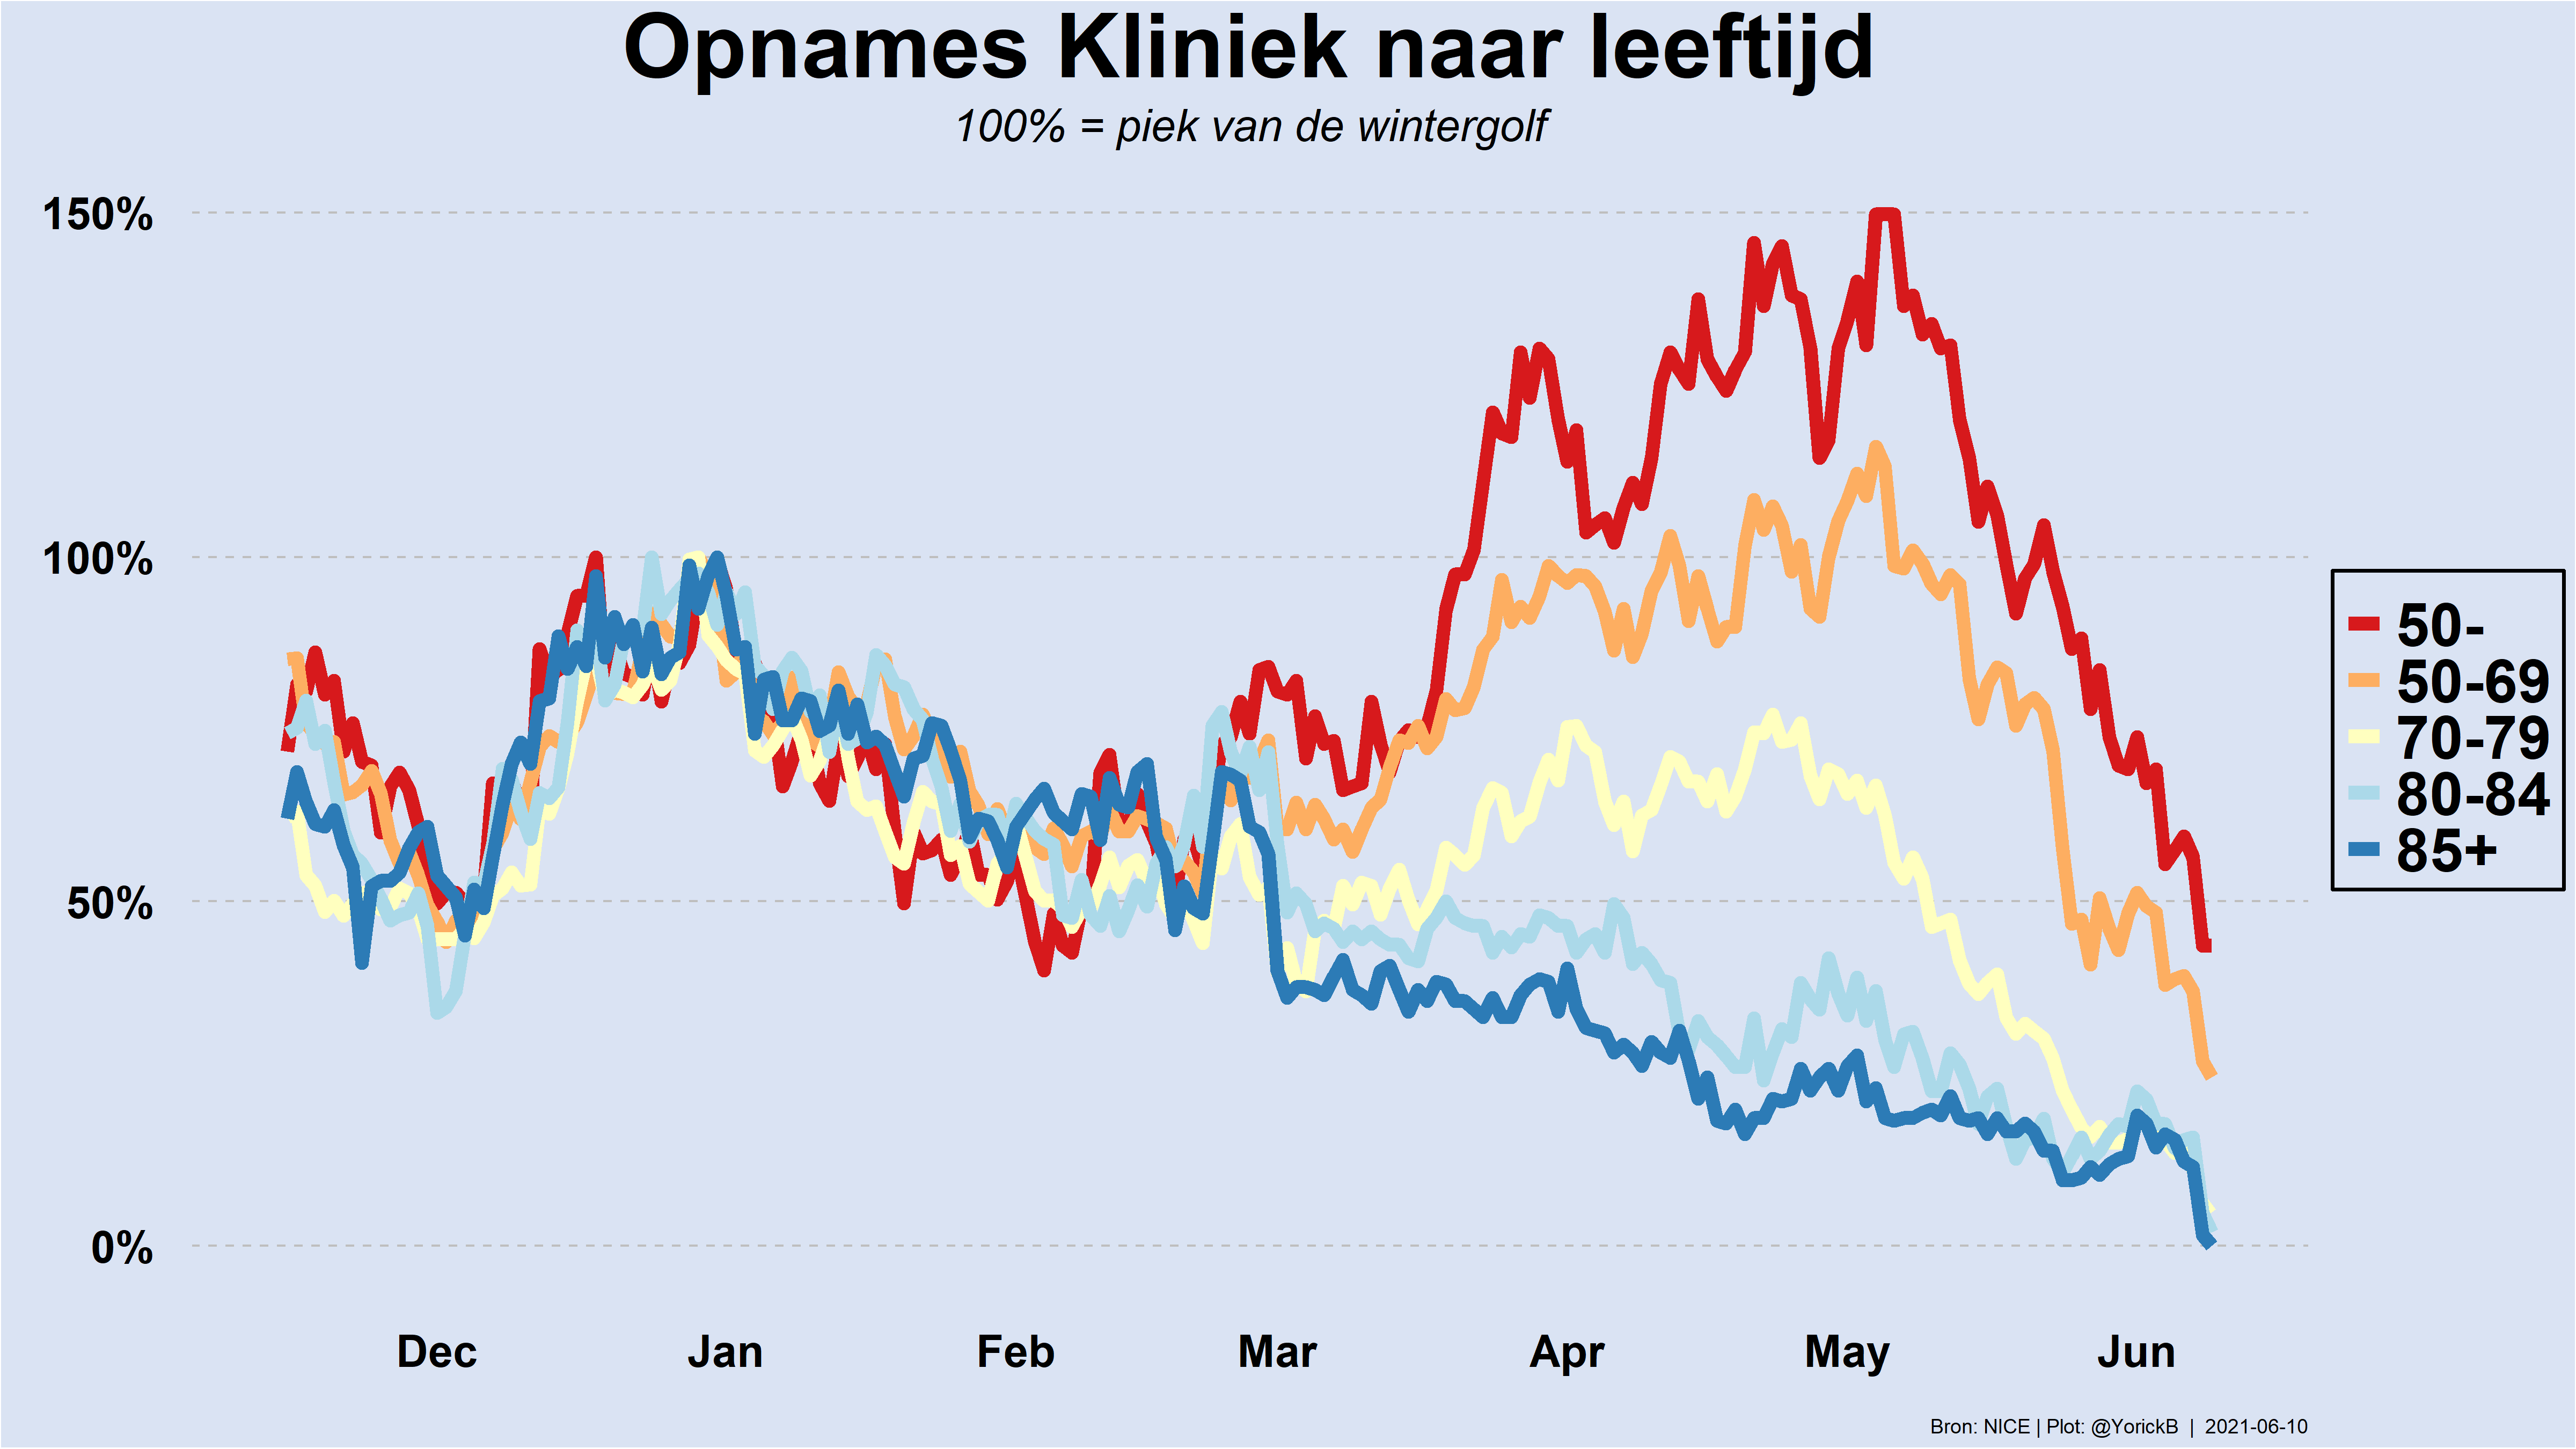 Opnames Kliniek naar leeftijd
100% = piek van de wintergolf
150%
100%
50%
0%
50-
50-69
70-79
80-84
85+
Dec Jan Feb Mar Apr May Jun
Bron: NICE | Plot: @YorickB | 2021-06-10